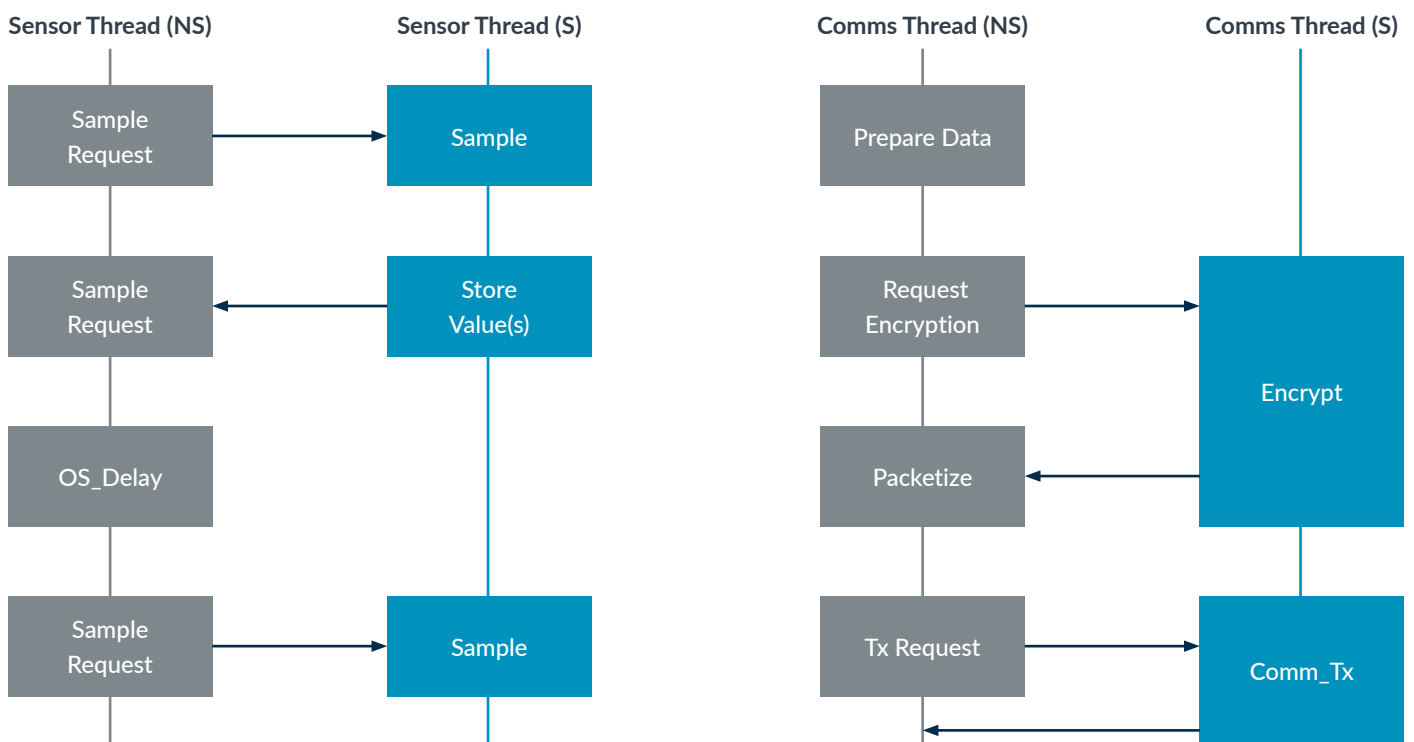 Sensor Thread (NS)
Sensor Thread (S)
Comms Thread (NS)
Comms Thread (S)
Sample
Request
Sample
Prepare Data
Sample
Request
Store
Value(s)
Request
Encryption
Encrypt
OS_Delay
Packetize
Sample
Request
Sample
Tx Request
Comm_Tx